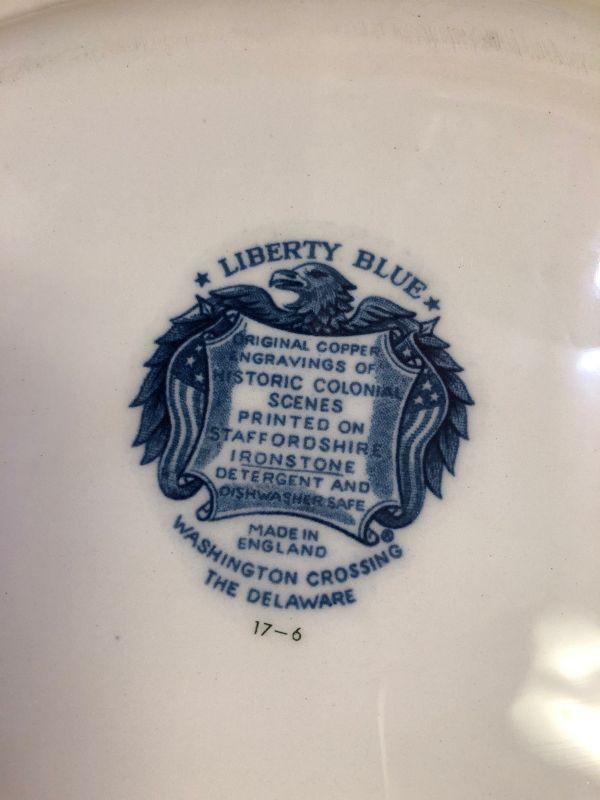 LIBERTY BLUE
ORIGINAL COPPER
ENGRAVINGS OF
HISTORIC COLONIAL
SCENES
PRINTED ON
STAFFORDSHIRE
IRONSTONE
DETERGENT AND
DISHWASHER SAFE
MADE IN
ENGLAND
®
WASHINGTON CROSSING
THE DELAWARE
17-6